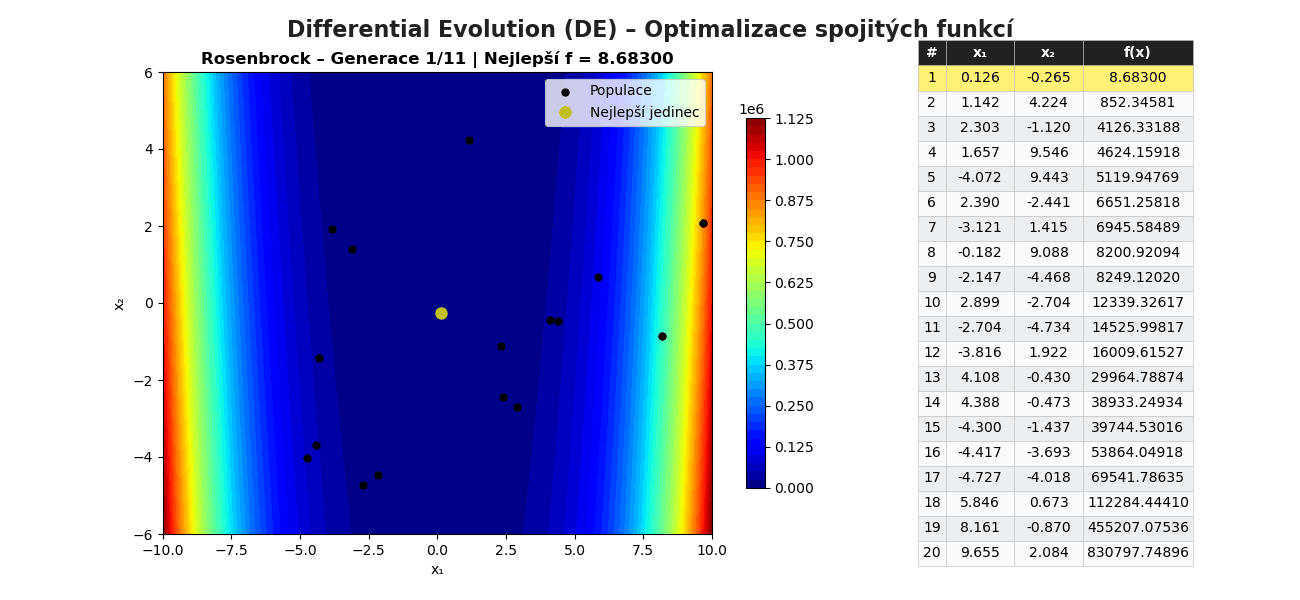 Differential Evolution (DE) – Optimalizace spojitých funkcí
Rosenbrock – Generace 1/11 | Nejlepší f = 8.68300
Populace
Nejlepší jedinec
6
4
2
0
−2
−4
−6
x₂
−10.0 −7.5 −5.0 −2.5 0.0 2.5 5.0 7.5 10.0
x₁
1e6
1.125
1.000
0.875
0.750
0.625
0.500
0.375
0.250
0.125
0.000
# x₁ x₂ f(x)
1 0.126 -0.265 8.68300
2 1.142 4.224 852.34581
3 2.303 -1.120 4126.33188
4 1.657 9.546 4624.15918
5 -4.072 9.443 5119.94769
6 2.390 -2.441 6651.25818
7 -3.121 1.415 6945.58489
8 -0.182 9.088 8200.92094
9 -2.147 -4.468 8249.12020
10 2.899 -2.704 12339.32617
11 -2.704 -4.734 14525.99817
12 -3.816 1.922 16009.61527
13 4.108 -0.430 29964.78874
14 4.388 -0.473 38933.24934
15 -4.300 -1.437 39744.53016
16 -4.417 -3.693 53864.04918
17 -4.727 -4.018 69541.78635
18 5.846 0.673 112284.44410
19 8.161 -0.870 455207.07536
20 9.655 2.084 830797.74896